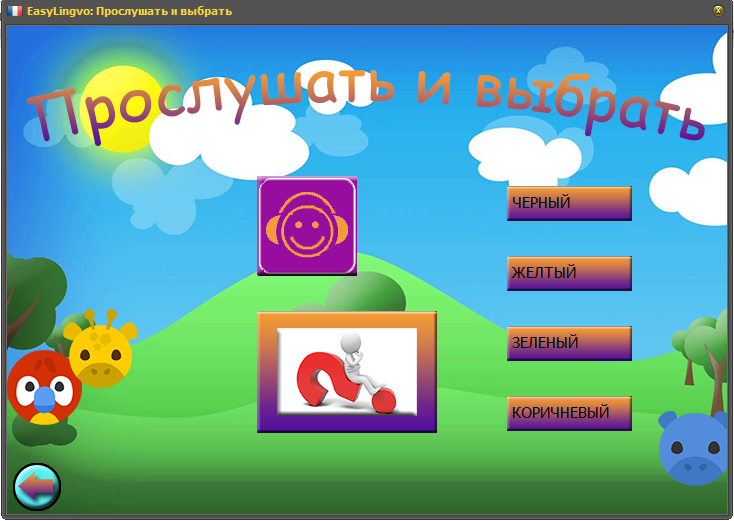 EasyLingvo: Прослушать и выбрать
Прослушать и выбрать
ЧЕРНЫЙ
ЖЕЛТЫЙ
ЗЕЛЕНЫЙ
КОРИЧНЕВЫЙ